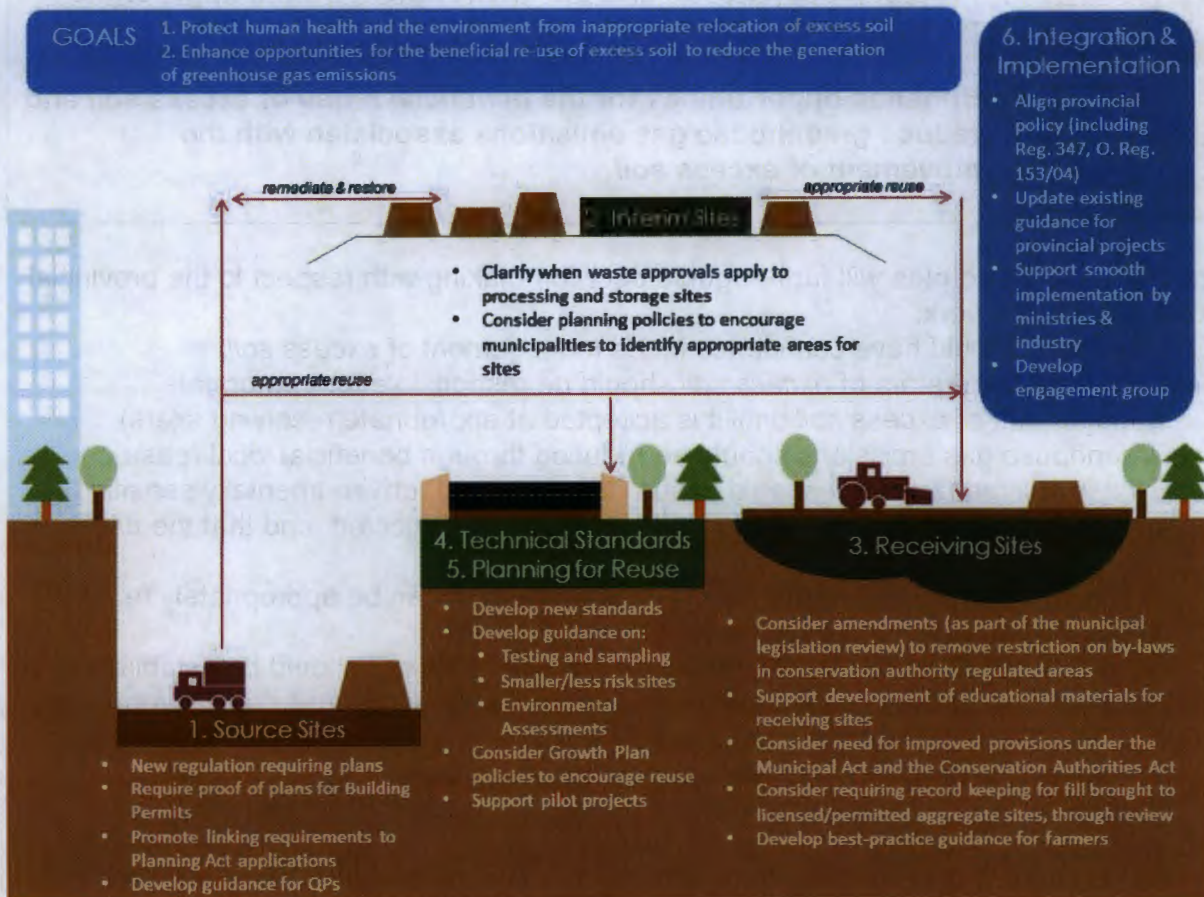 GOALS
1. Protect human health and the environment from inappropriate relocation of excess soil
2. Enhance opportunities for the beneficial re-use of excess soil to reduce the generation
of greenhouse gas emissions
6. Integration &
Implementation
• Align provincial
policy (including
Reg. 347, O. Reg.
153/04)
• Update existing
guidance for
provincial projects
• Support smooth
implementation by
ministries &
industry
• Develop
engagement group
remediate & restore
appropriate reuse
2. Interim Sites
• Clarify when waste approvals apply to
processing and storage sites
• Consider planning policies to encourage
municipalities to identify appropriate areas for
sites
appropriate reuse
1. Source Sites
• New regulation requiring plans
• Require proof of plans for Building
Permits
• Promote linking requirements to
Planning Act applications
• Develop guidance for QPs
4. Technical Standards
5. Planning for Reuse
• Develop new standards
• Develop guidance on:
• Testing and sampling
• Smaller/less risk sites
• Environmental
Assessments
• Consider Growth Plan
policies to encourage reuse
• Support pilot projects
3. Receiving Sites
• Consider amendments (as part of the municipal
legislation review) to remove restriction on by-laws
in conservation authority regulated areas
• Support development of educational materials for
receiving sites
• Consider need for improved provisions under the
Municipal Act and the Conservation Authorities Act
• Consider requiring record keeping for fill brought to
licensed/permitted aggregate sites, through review
• Develop best-practice guidance for farmers